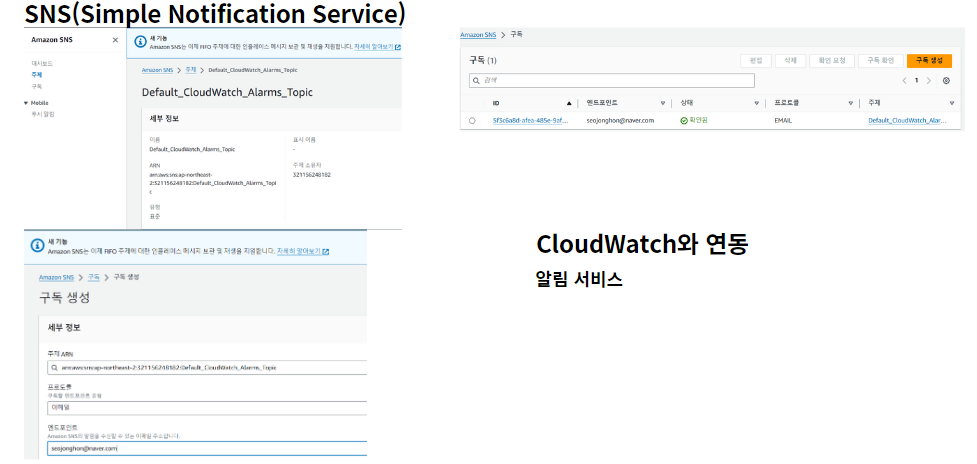 SNS(Simple Notification Service)
Amazon SNS
대시보드
주제
구독
Mobile
푸시 알림
새 기능
Amazon SNS는 이제 FIFO 주제에 대한 인플레이스 메시지 보관 및 재생을 지원합니다. 자세히 알아보기
Amazon SNS > 주제 > Default_CloudWatch_Alarms_Topic
Default_CloudWatch_Alarms_Topic
세부 정보
이름
Default_CloudWatch_Alarms_Topic
표시 이름
-
ARN
arn:aws:sns:ap-northeast-
2:321156248182:Default_CloudWatch_Alarms_Topi
c
주제 소유자
321156248182
유형
표준
새 기능
Amazon SNS는 이제 FIFO 주제에 대한 인플레이스 메시지 보관 및 재생을 지원합니다. 자세히 알아보기
Amazon SNS > 구독 > 구독 생성
구독 생성
세부 정보
주제 ARN
arn:aws:sns:ap-northeast-2:321156248182:Default_CloudWatch_Alarms_Topic
프로토콜
구독할 엔드포인트 유형
이메일
엔드포인트
Amazon SNS의 알림을 수신할 수 있는 이메일 주소입니다.
seojonghon@naver.com
Amazon SNS > 구독
구독 (1)
편집 삭제 확인 요청 구독 확인 구독 생성
검색
1
ID 엔드포인트 상태 프로토콜 주제
seojonghon@naver.com 확인됨 EMAIL Default_CloudWatch_Alar...
CloudWatch와 연동
알림 서비스